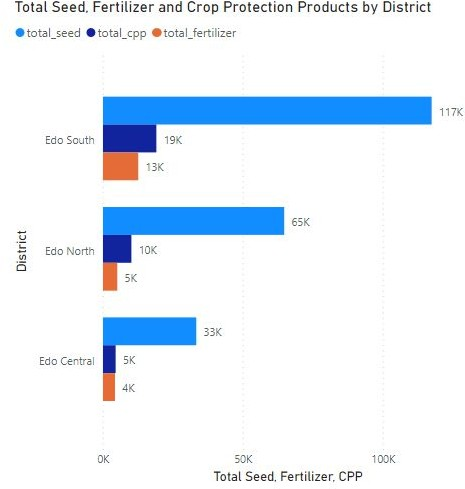 Total Seed, Fertilizer and Crop Protection Products by District
total_seed total_cpp total_fertilizer
117K
Edo South 19K
13K
65K
Edo North 10K
5K
District
33K
Edo Central 5K
4K
0K 50K 100K
Total Seed, Fertilizer, CPP